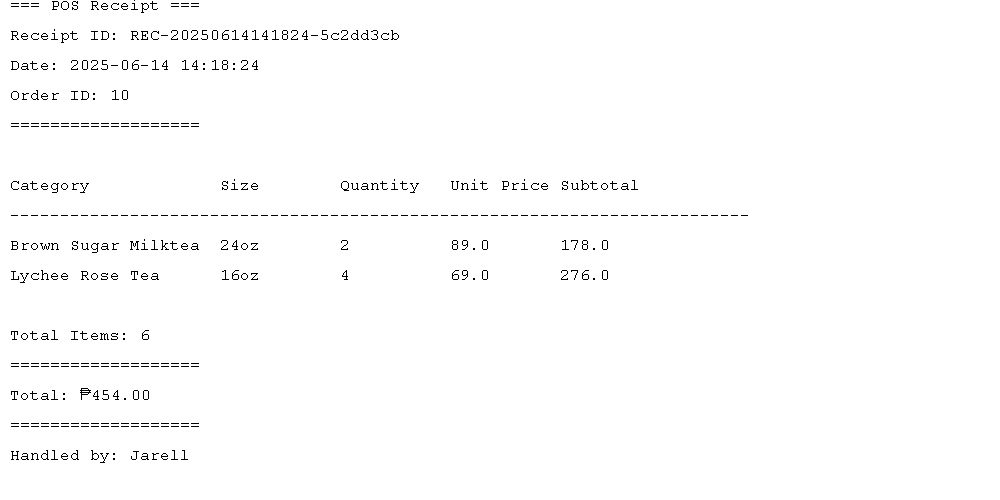 === POS Receipt ===
Receipt ID: REC-20250614141824-5c2dd3cb
Date: 2025-06-14 14:18:24
Order ID: 10
===================
Category             Size        Quantity   Unit Price Subtotal
--------------------------------------------------------------------------
Brown Sugar Milktea  24oz        2          89.0       178.0
Lychee Rose Tea      16oz        4          69.0       276.0
Total Items: 6
===================
Total: ₱454.00
===================
Handled by: Jarell